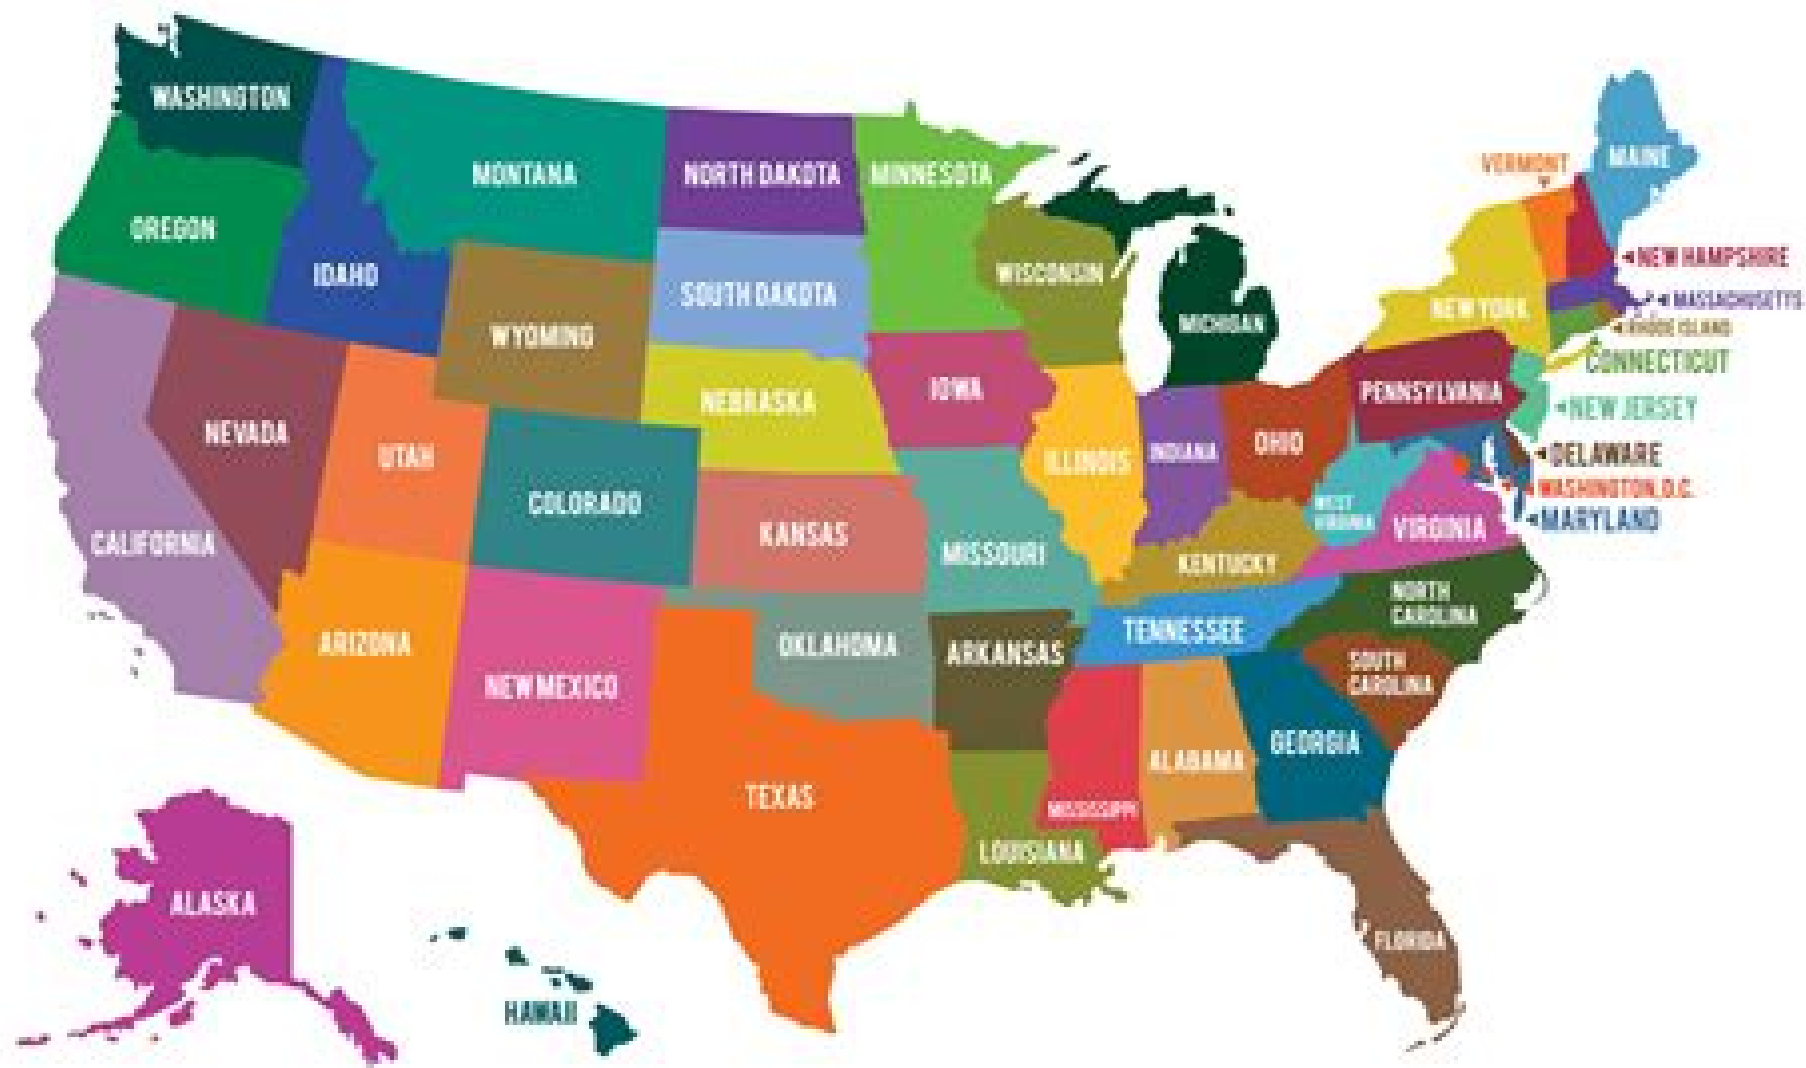 WASHINGTON
MAINE
VERMONT
MONTANA
NORTH DAKOTA
MINNESOTA
OREGON
NEW HAMPSHIRE
IDAHO
WISCONSIN
SOUTH DAKOTA
MASSACHUSETTS
NEW YORK
MICHIGAN
RHODE ISLAND
WYOMING
CONNECTICUT
IOWA
PENNSYLVANIA
NEBRASKA
NEW JERSEY
NEVADA
OHIO
INDIANA
UTAH
ILLINOIS
DELAWARE
WASHINGTON, D.C.
COLORADO
WEST
VIRGINIA
MARYLAND
VIRGINIA
KANSAS
CALIFORNIA
MISSOURI
KENTUCKY
NORTH
CAROLINA
TENNESSEE
ARIZONA
OKLAHOMA
ARKANSAS
SOUTH
CAROLINA
NEW MEXICO
GEORGIA
ALABAMA
TEXAS
MISSISSIPPI
LOUISIANA
ALASKA
FLORIDA
HAWAII